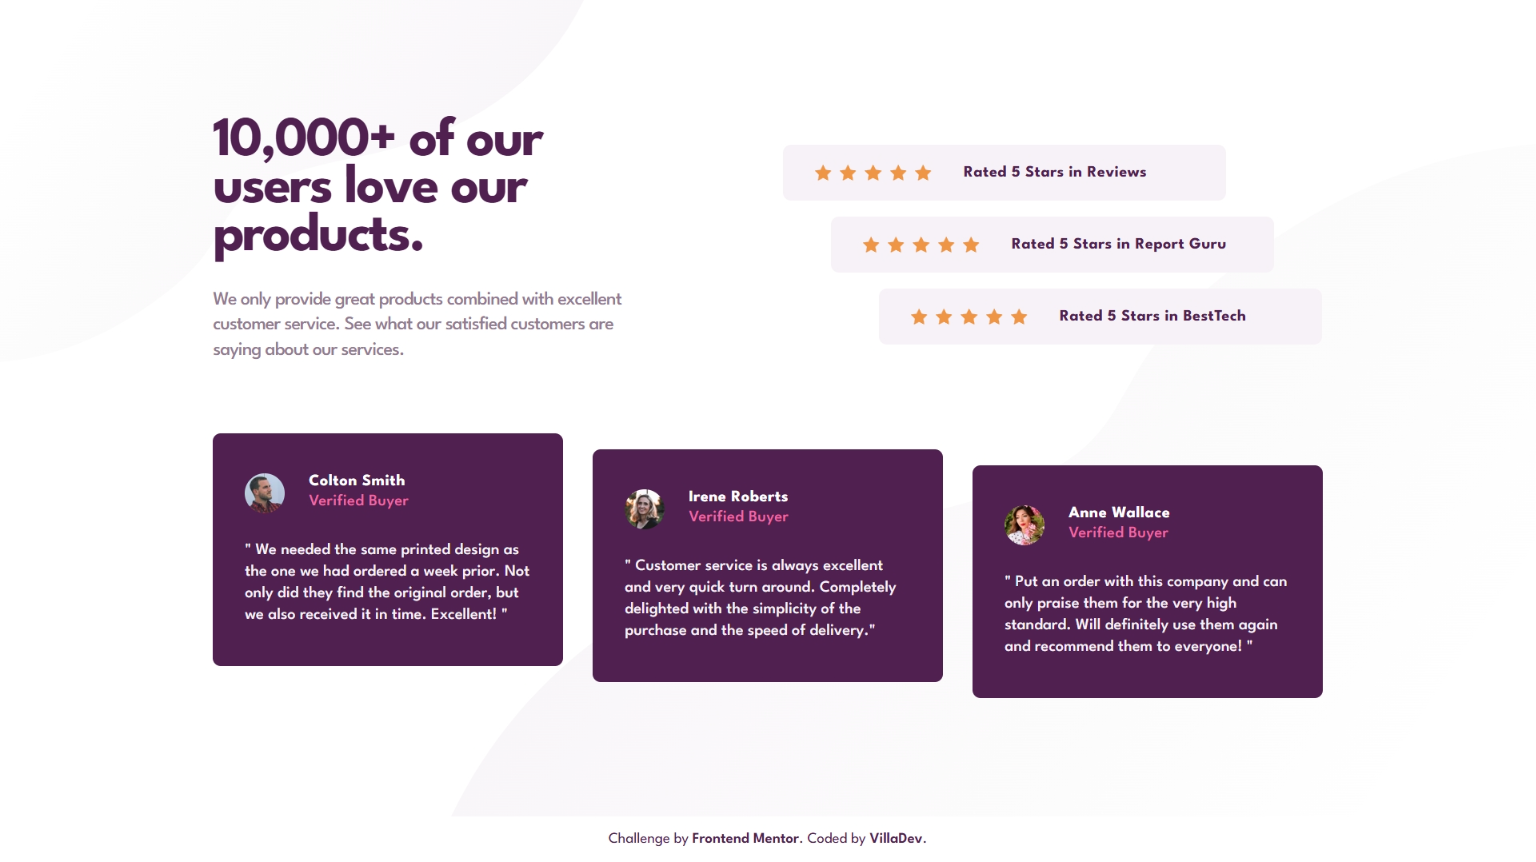 10,000+ of our
users love our
products.
We only provide great products combined with excellent
customer service. See what our satisfied customers are
saying about our services.
Rated 5 Stars in Reviews
Rated 5 Stars in Report Guru
Rated 5 Stars in BestTech
Colton Smith
Verified Buyer
" We needed the same printed design as
the one we had ordered a week prior. Not
only did they find the original order, but
we also received it in time. Excellent! "
Irene Roberts
Verified Buyer
" Customer service is always excellent
and very quick turn around. Completely
delighted with the simplicity of the
purchase and the speed of delivery."
Anne Wallace
Verified Buyer
" Put an order with this company and can
only praise them for the very high
standard. Will definitely use them again
and recommend them to everyone! "
Challenge by Frontend Mentor. Coded by VillaDev.